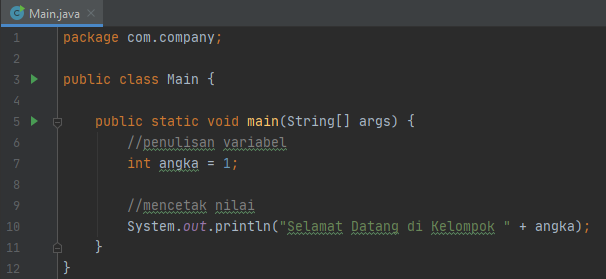 Main.java
1 package com.company;
2
3 public class Main {
4
5 public static void main(String[] args) {
6 //penulisan variabel
7 int angka = 1;
8
9 //mencetak nilai
10 System.out.println("Selamat Datang di Kelompok " + angka);
11 }
12 }